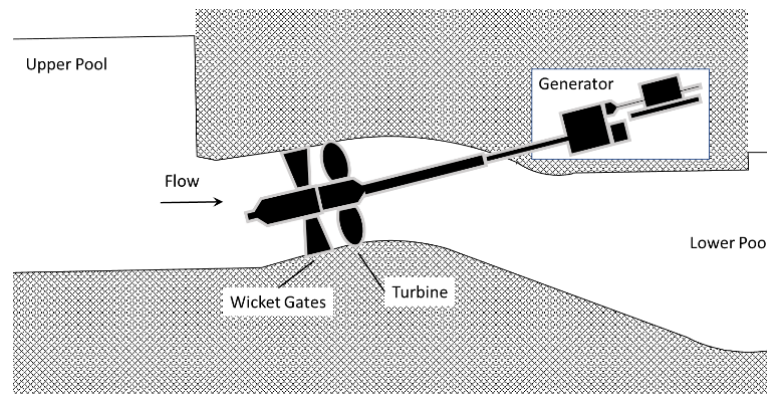 Upper Pool
Generator
Flow
Lower Poo
Wicket Gates
Turbine